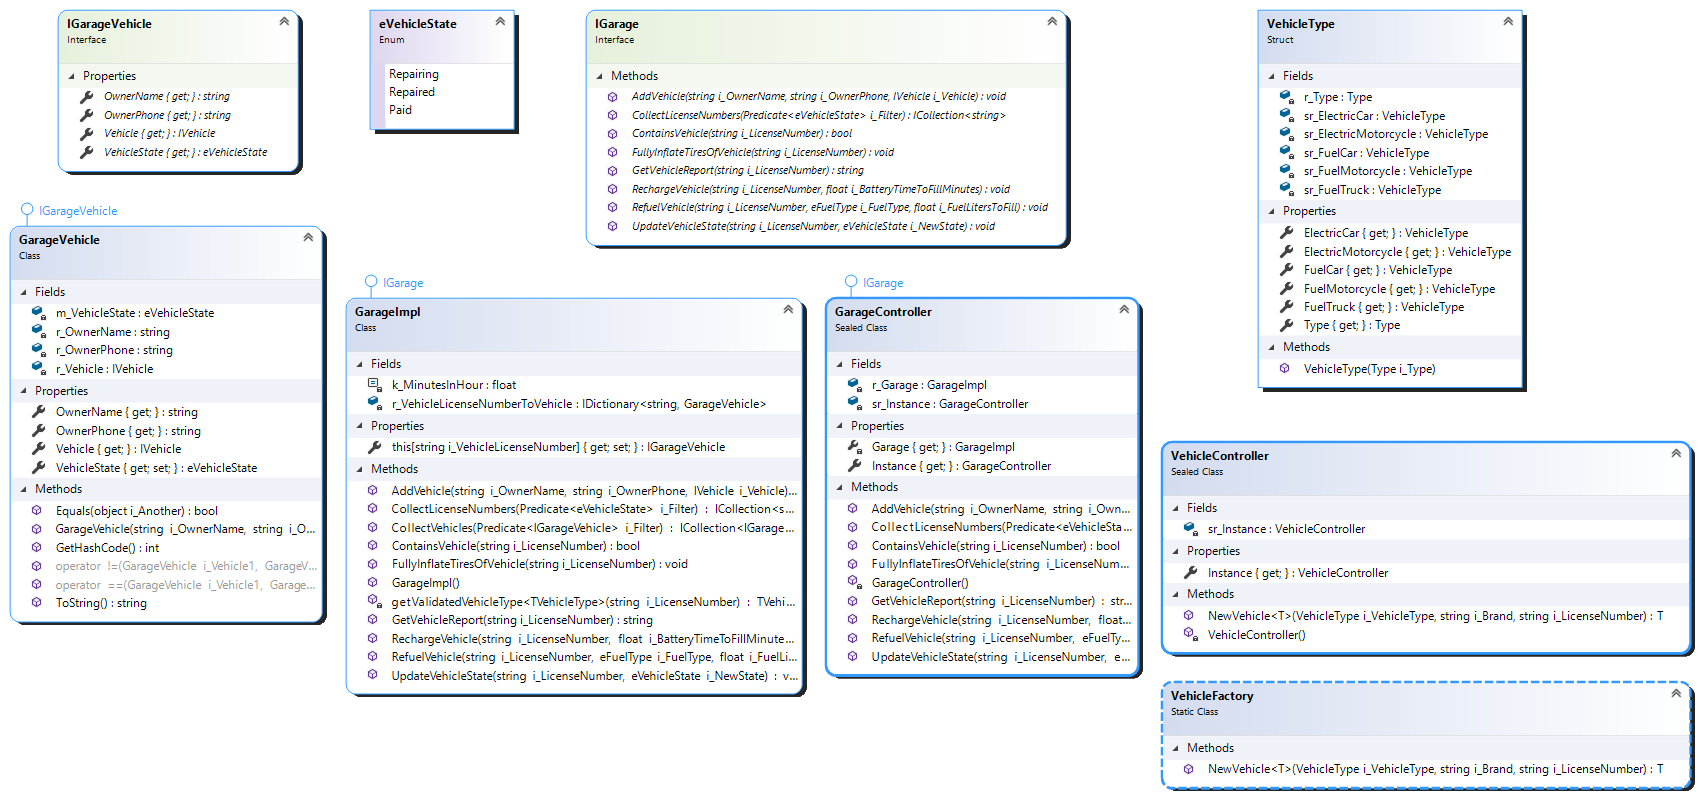 IGarageVehicle
Interface
Properties
OwnerName { get; } : string
OwnerPhone { get; } : string
Vehicle { get; } : IVehicle
VehicleState { get; } : eVehicleState
eVehicleState
Enum
Repairing
Repaired
Paid
IGarage
Interface
Methods
AddVehicle(string i_OwnerName, string i_OwnerPhone, IVehicle i_Vehicle) : void
CollectLicenseNumbers(Predicate<eVehicleState> i_Filter) : ICollection<string>
ContainsVehicle(string i_LicenseNumber) : bool
FullyInflateTiresOfVehicle(string i_LicenseNumber) : void
GetVehicleReport(string i_LicenseNumber) : string
RechargeVehicle(string i_LicenseNumber, float i_BatteryTimeToFillMinutes) : void
RefuelVehicle(string i_LicenseNumber, eFuelType i_FuelType, float i_FuelLitersToFill) : void
UpdateVehicleState(string i_LicenseNumber, eVehicleState i_NewState) : void
VehicleType
Struct
Fields
r_Type : Type
sr_ElectricCar : VehicleType
sr_ElectricMotorcycle : VehicleType
sr_FuelCar : VehicleType
sr_FuelMotorcycle : VehicleType
sr_FuelTruck : VehicleType
Properties
ElectricCar { get; } : VehicleType
ElectricMotorcycle { get; } : VehicleType
FuelCar { get; } : VehicleType
FuelMotorcycle { get; } : VehicleType
FuelTruck { get; } : VehicleType
Type { get; } : Type
Methods
VehicleType(Type i_Type)
IGarageVehicle
GarageVehicle
Class
Fields
m_VehicleState : eVehicleState
r_OwnerName : string
r_OwnerPhone : string
r_Vehicle : IVehicle
Properties
OwnerName { get; } : string
OwnerPhone { get; } : string
Vehicle { get; } : IVehicle
VehicleState { get; set; } : eVehicleState
Methods
Equals(object i_Another) : bool
GarageVehicle(string i_OwnerName, string i_O...
GetHashCode() : int
operator !=(GarageVehicle i_Vehicle1, GarageV...
operator ==(GarageVehicle i_Vehicle1, Garage...
ToString() : string
IGarage
GarageImpl
Class
Fields
k_MinutesInHour : float
r_VehicleLicenseNumberToVehicle : IDictionary<string, GarageVehicle>
Properties
this[string i_VehicleLicenseNumber] { get; set; } : IGarageVehicle
Methods
AddVehicle(string i_OwnerName, string i_OwnerPhone, IVehicle i_Vehicle)...
CollectLicenseNumbers(Predicate<eVehicleState> i_Filter) : ICollection<s...
CollectVehicles(Predicate<IGarageVehicle> i_Filter) : ICollection<IGarage...
ContainsVehicle(string i_LicenseNumber) : bool
FullyInflateTiresOfVehicle(string i_LicenseNumber) : void
GarageImpl()
getValidatedVehicleType<TVehicleType>(string i_LicenseNumber) : TVehi...
GetVehicleReport(string i_LicenseNumber) : string
RechargeVehicle(string i_LicenseNumber, float i_BatteryTimeToFillMinute...
RefuelVehicle(string i_LicenseNumber, eFuelType i_FuelType, float i_FuelLi...
UpdateVehicleState(string i_LicenseNumber, eVehicleState i_NewState) : v...
IGarage
GarageController
Sealed Class
Fields
r_Garage : GarageImpl
sr_Instance : GarageController
Properties
Garage { get; } : GarageImpl
Instance { get; } : GarageController
Methods
AddVehicle(string i_OwnerName, string i_Own...
CollectLicenseNumbers(Predicate<eVehicleSta...
ContainsVehicle(string i_LicenseNumber) : bool
FullyInflateTiresOfVehicle(string i_LicenseNum...
GarageController()
GetVehicleReport(string i_LicenseNumber) : str...
RechargeVehicle(string i_LicenseNumber, float...
RefuelVehicle(string i_LicenseNumber, eFuelTy...
UpdateVehicleState(string i_LicenseNumber, e...
VehicleController
Sealed Class
Fields
sr_Instance : VehicleController
Properties
Instance { get; } : VehicleController
Methods
NewVehicle<T>(VehicleType i_VehicleType, string i_Brand, string i_LicenseNumber) : T
VehicleController()
VehicleFactory
Static Class
Methods
NewVehicle<T>(VehicleType i_VehicleType, string i_Brand, string i_LicenseNumber) : T